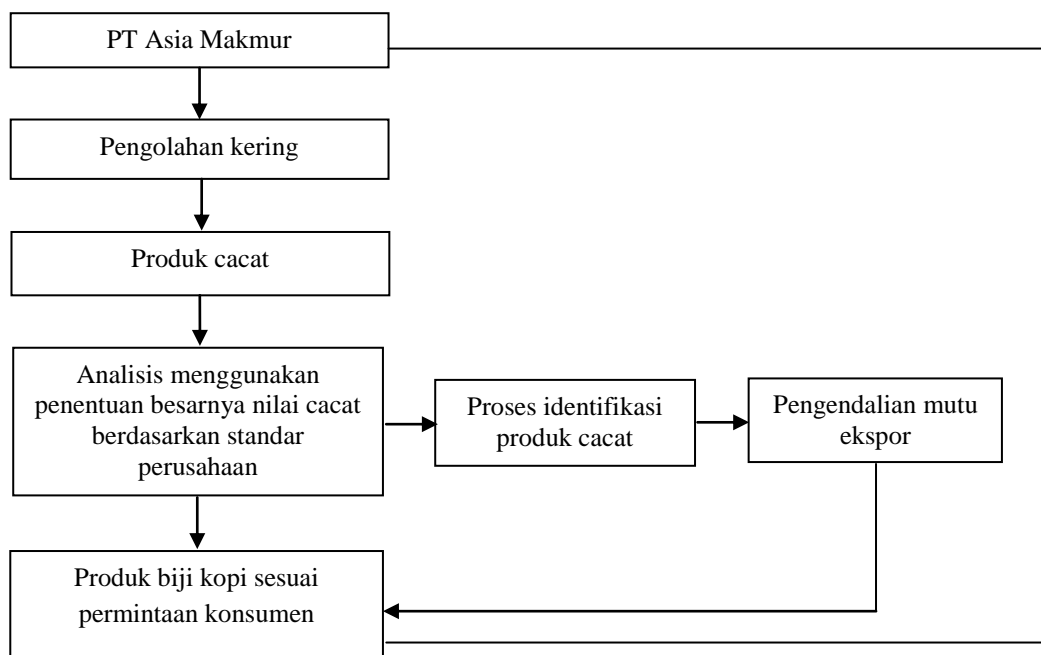 PT Asia Makmur
Pengolahan kering
Produk cacat
Analisis menggunakan
penentuan besarnya nilai cacat
berdasarkan standar
perusahaan
Proses identifikasi
produk cacat
Pengendalian mutu
ekspor
Produk biji kopi sesuai
permintaan konsumen